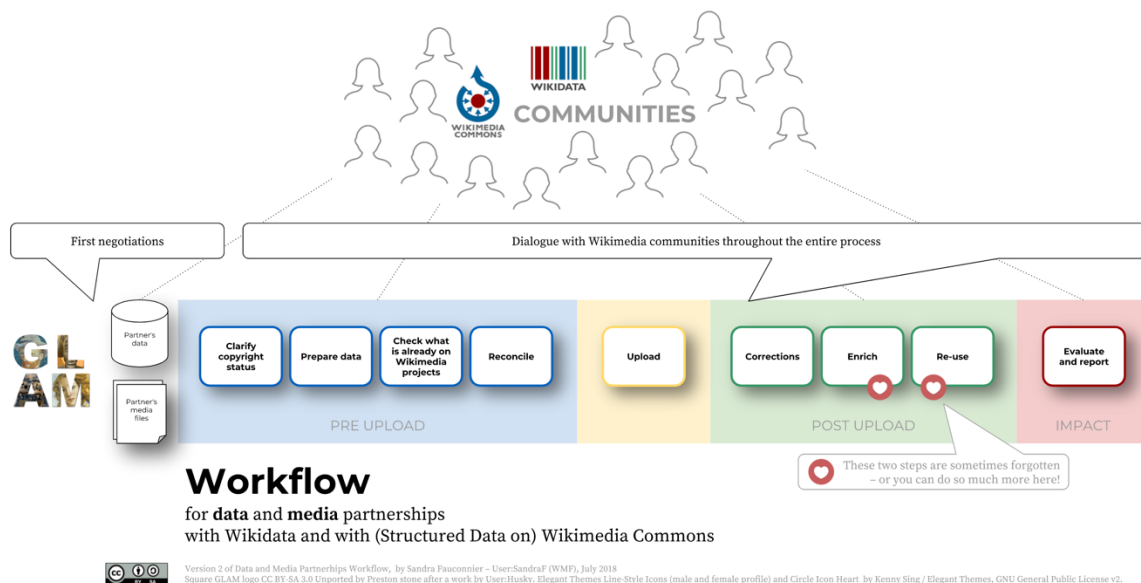 WIKIDATA
WIKIMEDIA
COMMONS
COMMUNITIES
First negotiations
Dialogue with Wikimedia communities throughout the entire process
GL
AM
Partner's
data
Partner's
media
files
Clarify
copyright
status
Prepare data
Check what
is already on
Wikimedia
projects
Reconcile
PRE UPLOAD
Upload
Corrections
Enrich
Re-use
POST UPLOAD
Evaluate
and report
IMPACT
These two steps are sometimes forgotten
– or you can do so much more here!
Workflow
for data and media partnerships
with Wikidata and with (Structured Data on) Wikimedia Commons
cc
BY SA
Version 2 of Data and Media Partnerhips Workflow, by Sandra Fauconnier – User:SandraF (WMF), July 2018
Square GLAM logo CC BY-SA 3.0 Unported by Preston stone after a work by User:Husky. Elegant Themes Line-Style Icons (male and female profile) and Circle Icon Heart by Kenny Sing / Elegant Themes, GNU General Public License v2.